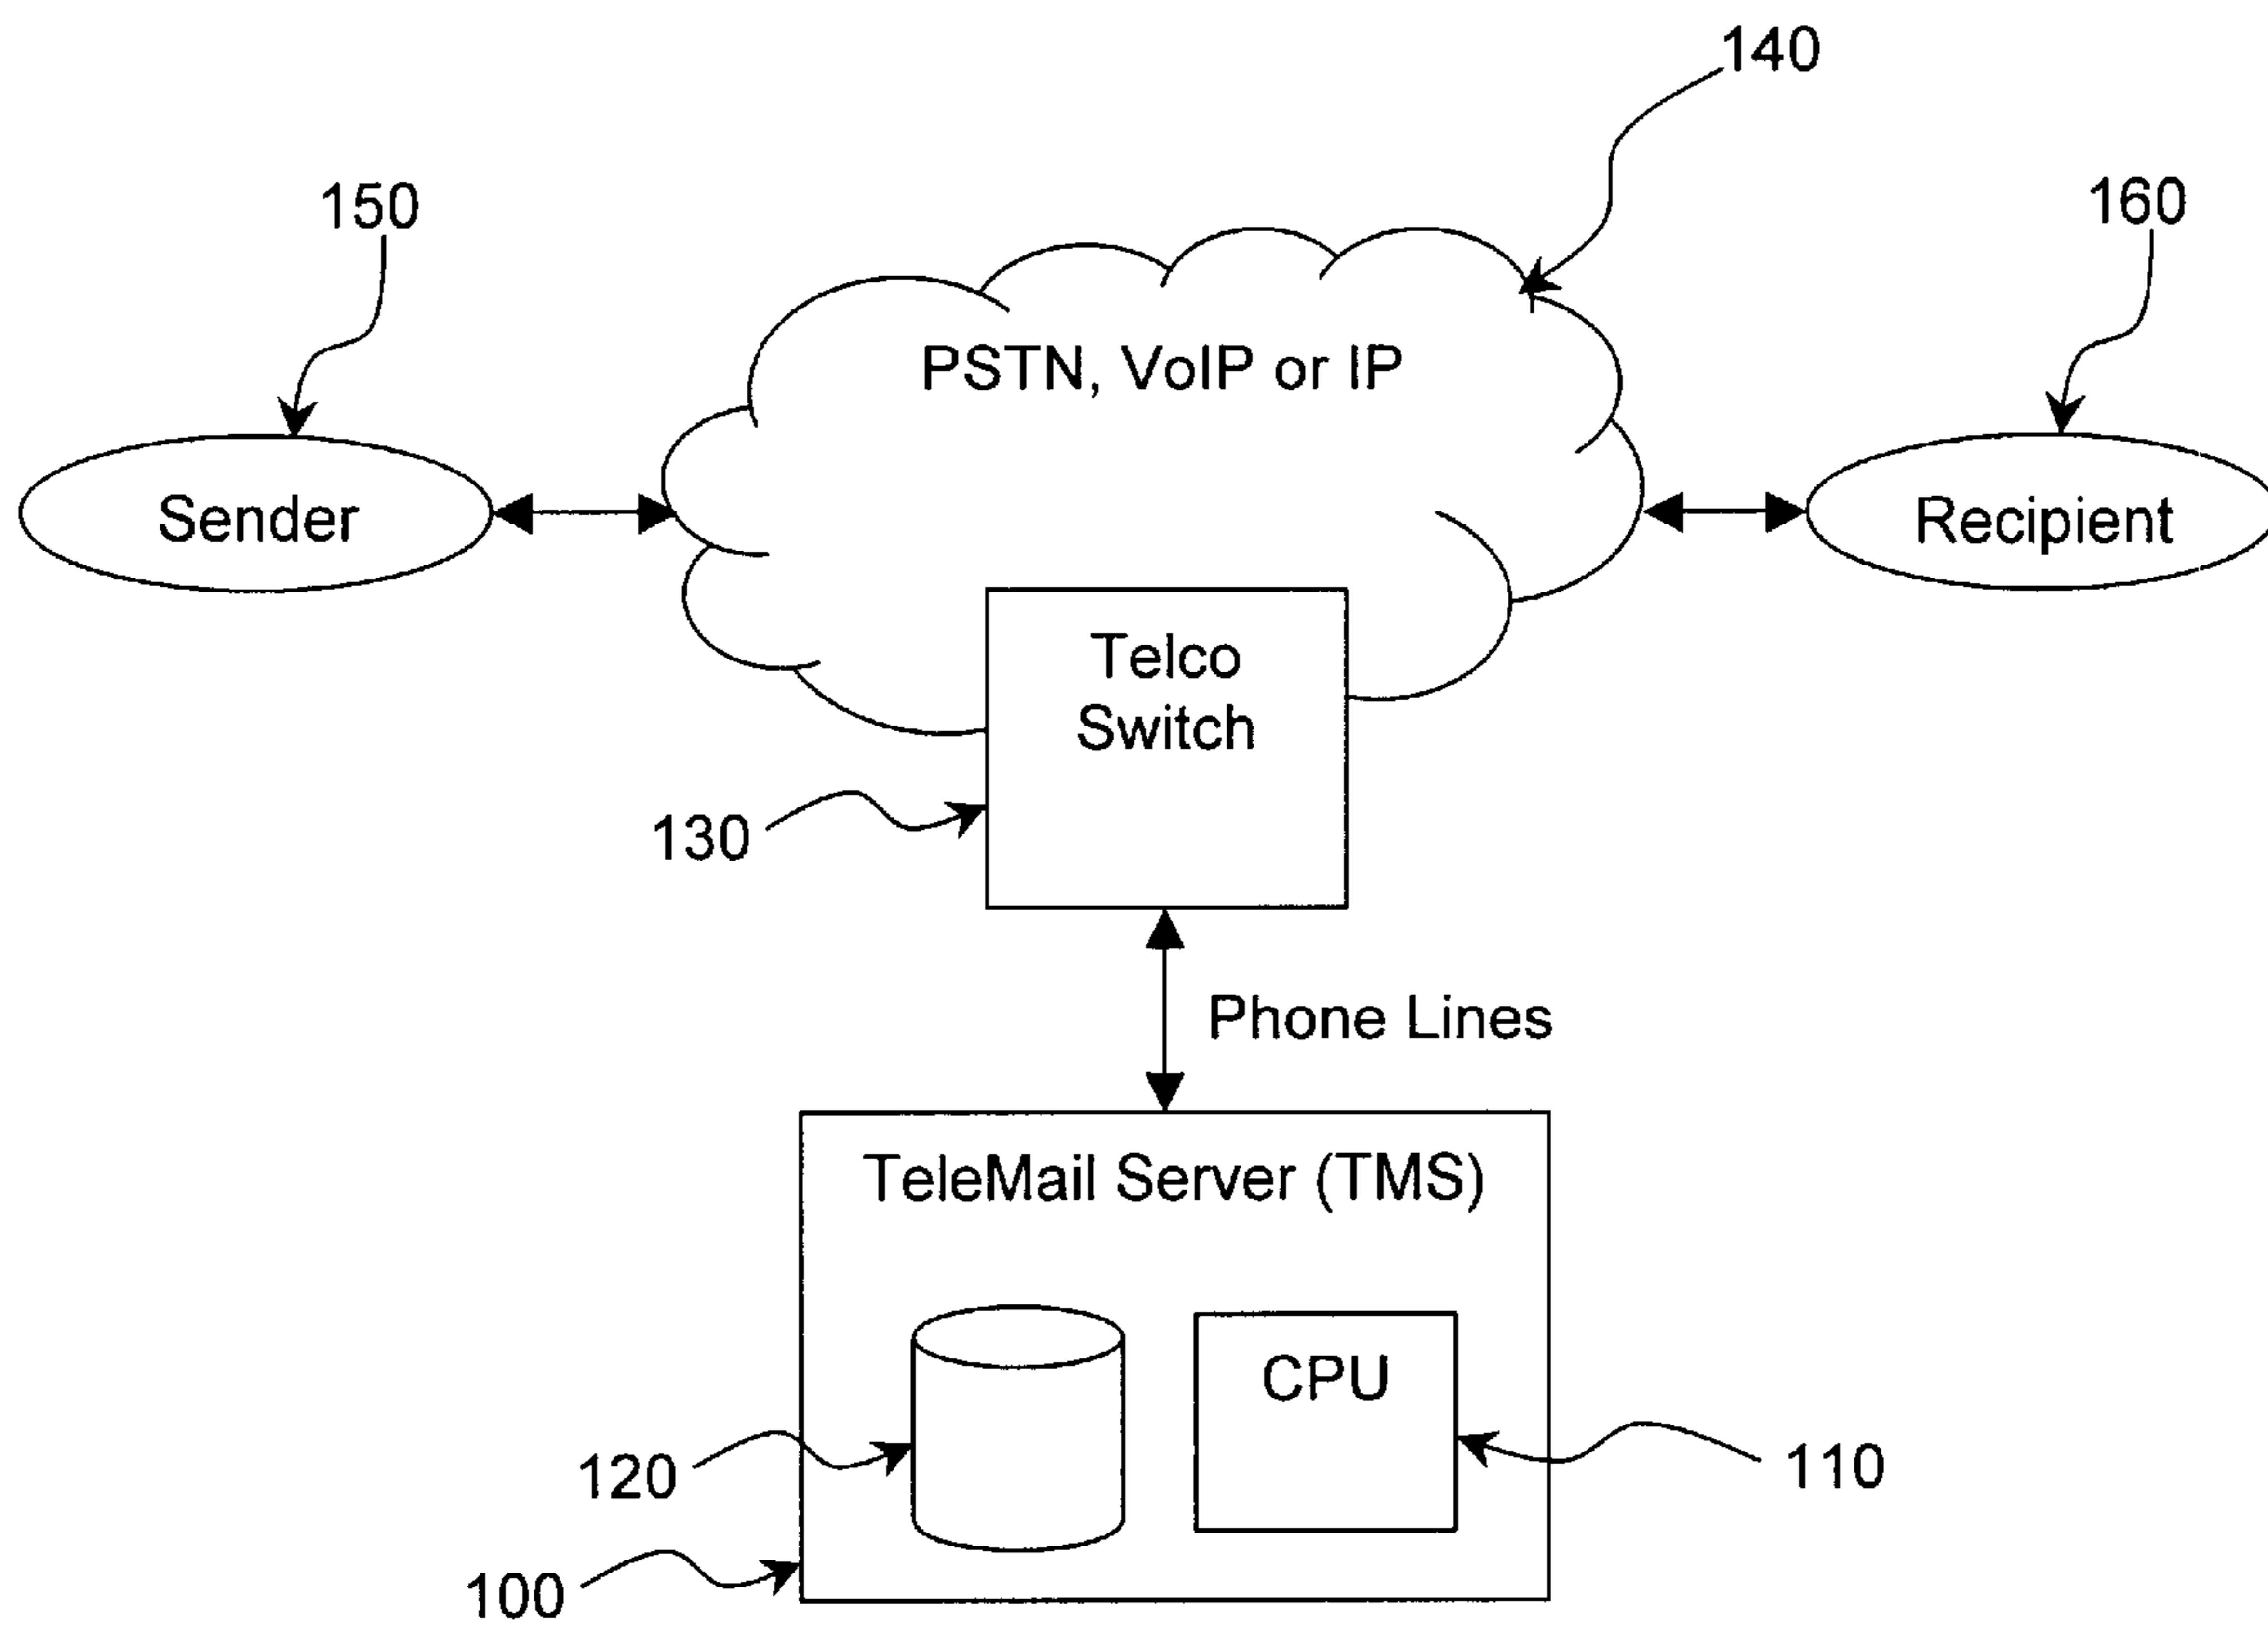 140
150
160
PSTN, VoIP or IP
Sender
Recipient
Telco
Switch
130
Phone Lines
TeleMail Server (TMS)
CPU
120
110
100